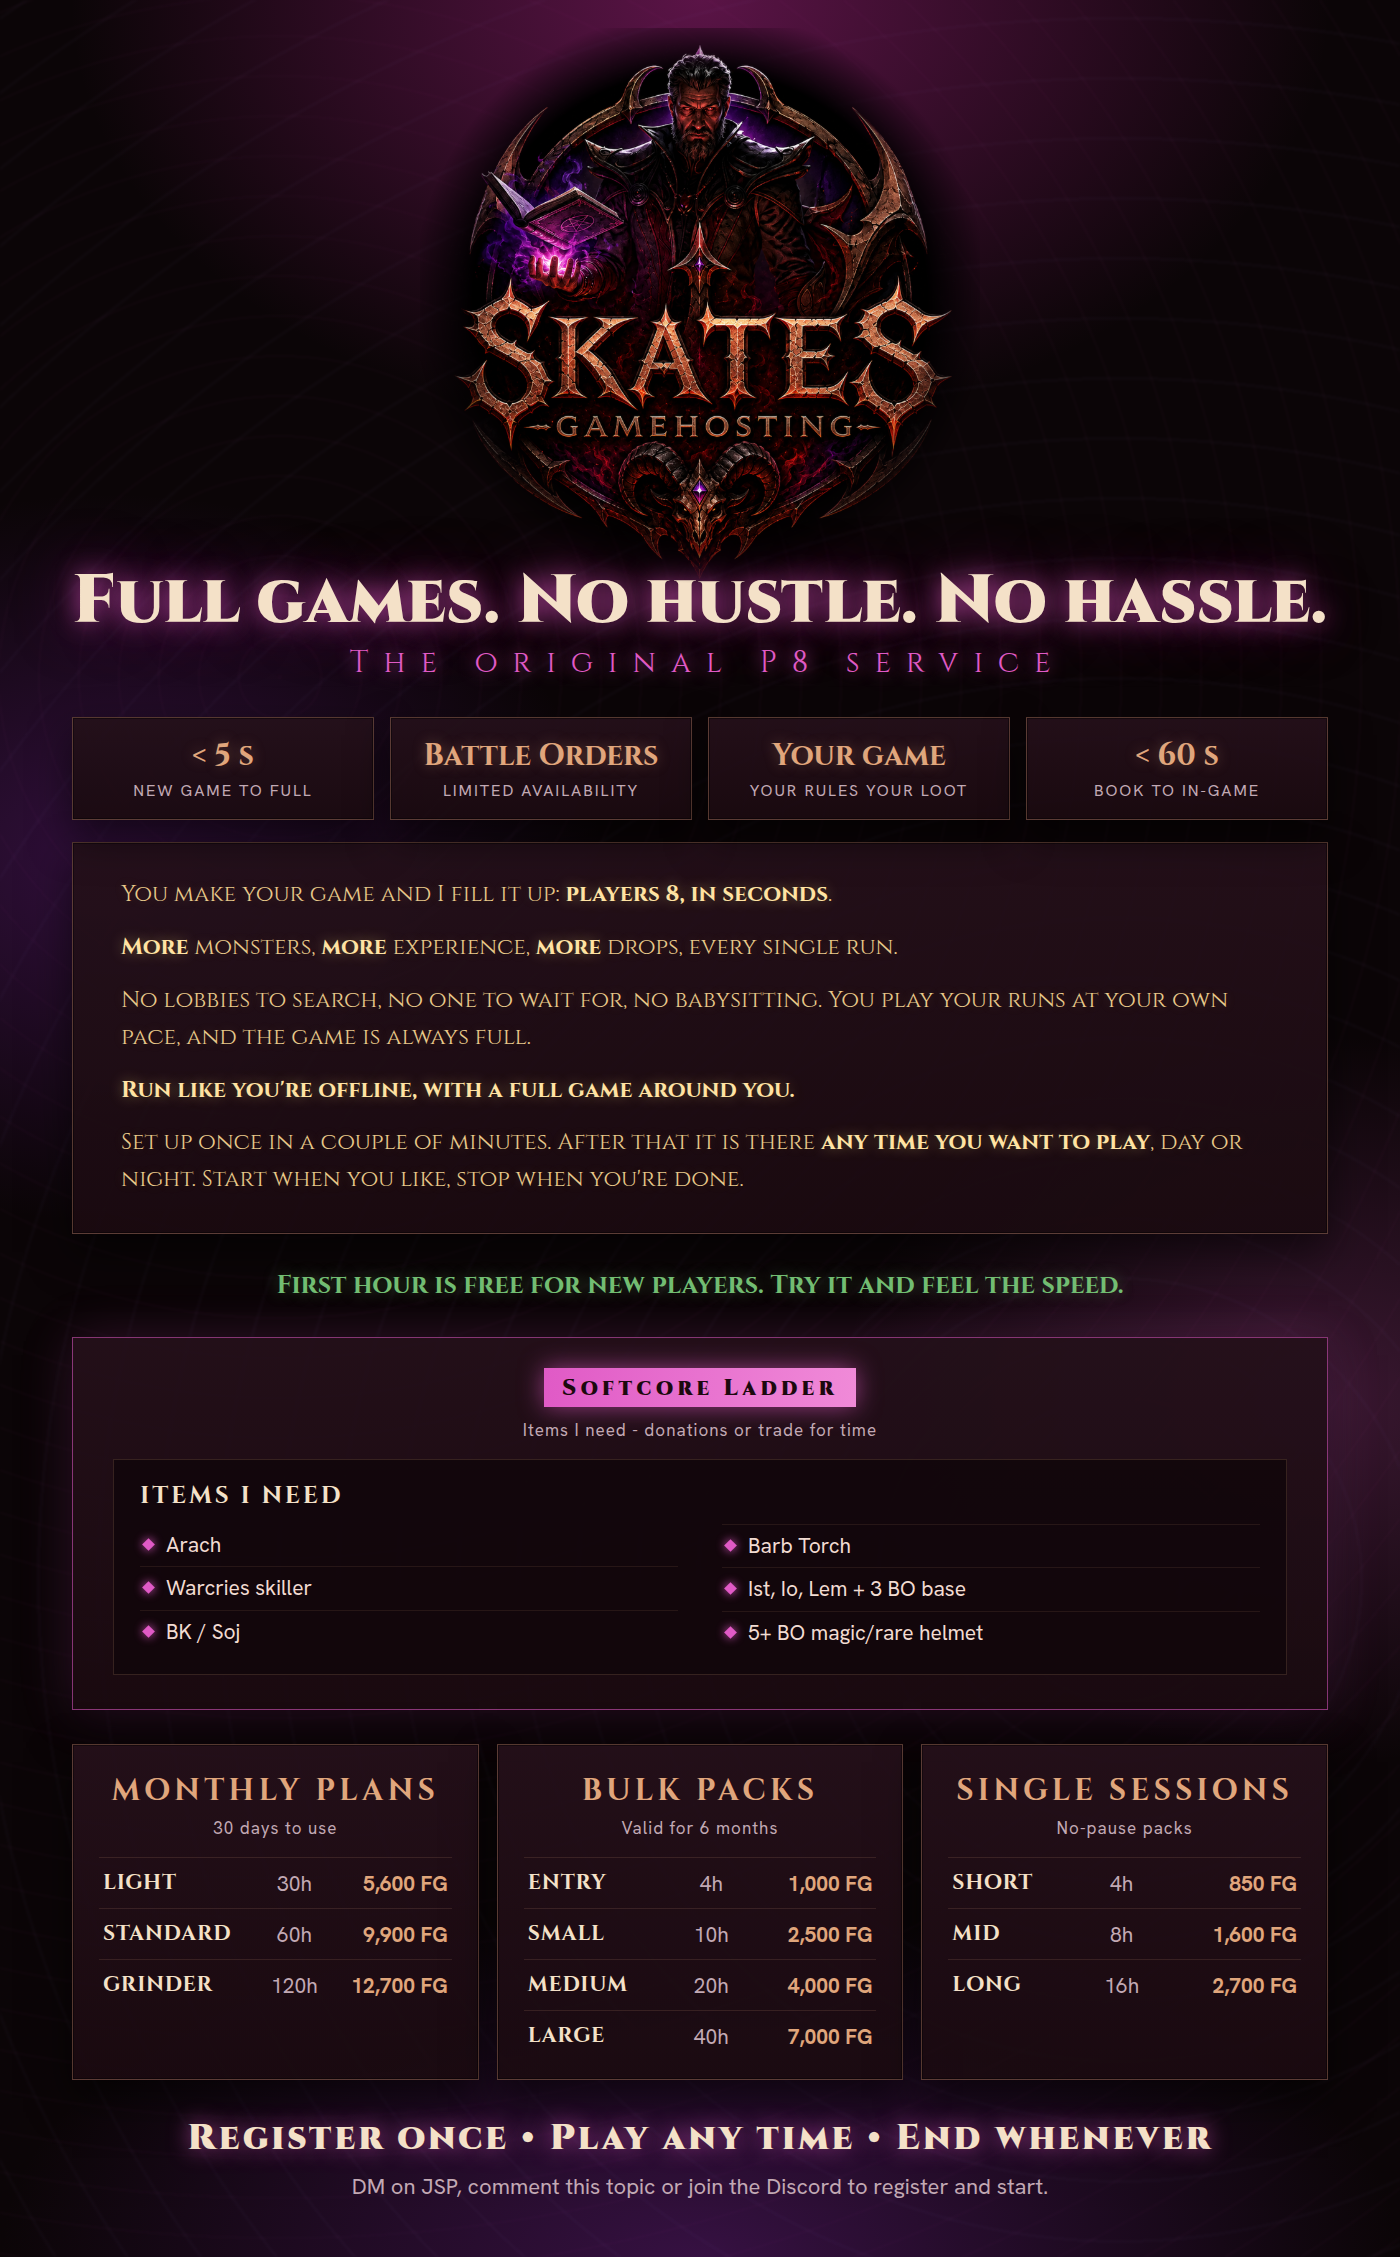 SKATES
GAMEHOSTING
Full games. No hustle. No hassle.
The original P8 service
< 5 s
NEW GAME TO FULL
Battle Orders
LIMITED AVAILABILITY
Your game
YOUR RULES YOUR LOOT
< 60 s
BOOK TO IN-GAME
You make your game and I fill it up: players 8, in seconds.
More monsters, more experience, more drops, every single run.
No lobbies to search, no one to wait for, no babysitting. You play your runs at your own
pace, and the game is always full.
Run like you're offline, with a full game around you.
Set up once in a couple of minutes. After that it is there any time you want to play, day or
night. Start when you like, stop when you're done.
First hour is free for new players. Try it and feel the speed.
Softcore Ladder
Items I need - donations or trade for time
ITEMS I NEED
Arach
Warcries skiller
BK / Soj
Barb Torch
Ist, Io, Lem + 3 BO base
5+ BO magic/rare helmet
MONTHLY PLANS
30 days to use
LIGHT 30h 5,600 FG
STANDARD 60h 9,900 FG
GRINDER 120h 12,700 FG
BULK PACKS
Valid for 6 months
ENTRY 4h 1,000 FG
SMALL 10h 2,500 FG
MEDIUM 20h 4,000 FG
LARGE 40h 7,000 FG
SINGLE SESSIONS
No-pause packs
SHORT 4h 850 FG
MID 8h 1,600 FG
LONG 16h 2,700 FG
Register once • Play any time • End whenever
DM on JSP, comment this topic or join the Discord to register and start.